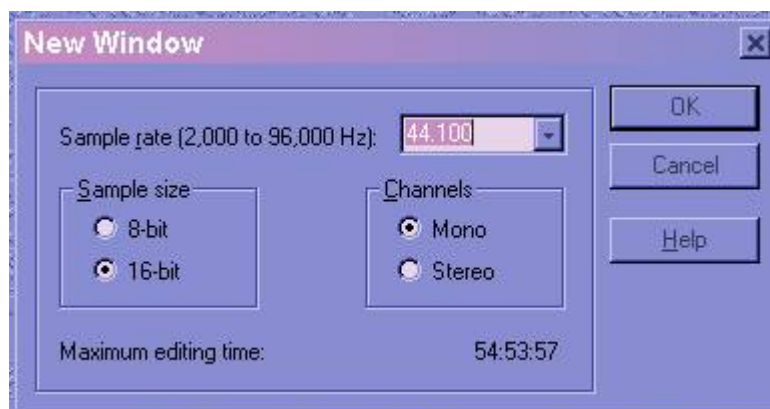 New Window
Sample rate (2,000 to 96,000 Hz): 44,100
OK
Cancel
Help
Sample size
8-bit
16-bit
Channels
Mono
Stereo
Maximum editing time: 54:53:57